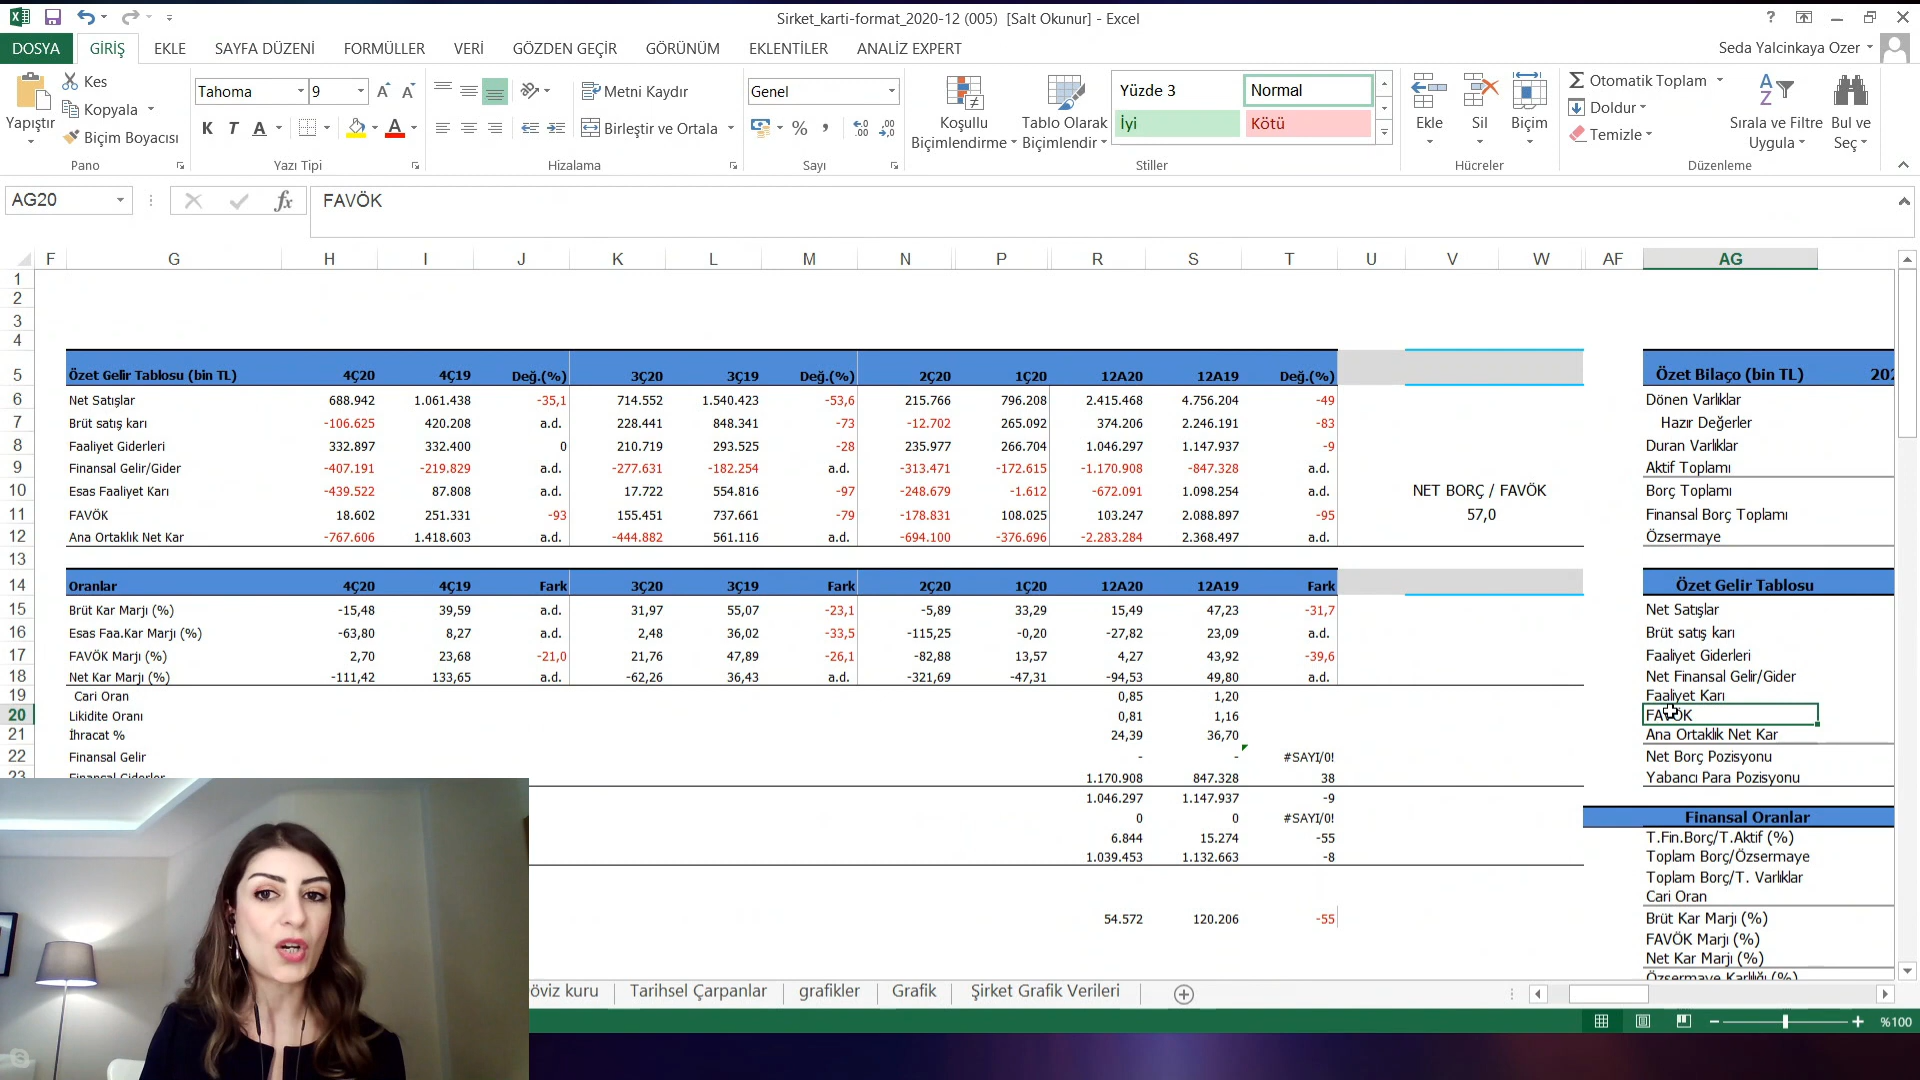 Sirket_karti-format_2020-12 (005) [Salt Okunur] - Excel
DOSYA GİRİŞ EKLE SAYFA DÜZENİ FORMÜLLER VERİ GÖZDEN GEÇİR GÖRÜNÜM EKLENTİLER ANALİZ EXPERT Seda Yalcinkaya Ozer
Yapıştır
Kes
Kopyala
Biçim Boyacısı
Pano
Tahoma 9
K T A
Yazı Tipi
Metni Kaydır
Birleştir ve Ortala
Hizalama
Genel
Sayı
Koşullu Biçimlendirme
Tablo Olarak Biçimlendir
Yüzde 3 Normal
İyi Kötü
Stiller
Ekle Sil Biçim
Hücreler
Otomatik Toplam
Doldur
Temizle
Sırala ve Filtre Uygula
Bul ve Seç
Düzenleme
AG20 fx FAVÖK
F G H I J K L M N P R S T U V W AF AG
1
2
3
4
5 Özet Gelir Tablosu (bin TL) 4Ç20 4Ç19 Değ.(%) 3Ç20 3Ç19 Değ.(%) 2Ç20 1Ç20 12A20 12A19 Değ.(%) Özet Bilaço (bin TL)
6 Net Satışlar 688.942 1.061.438 -35,1 714.552 1.540.423 -53,6 215.766 796.208 2.415.468 4.756.204 -49 Dönen Varlıklar
7 Brüt satış karı -106.625 420.208 a.d. 228.441 848.341 -73 -12.702 265.092 374.206 2.246.191 -83 Hazır Değerler
8 Faaliyet Giderleri 332.897 332.400 0 210.719 293.525 -28 235.977 266.704 1.046.297 1.147.937 -9 Duran Varlıklar
9 Finansal Gelir/Gider -407.191 -219.829 a.d. -277.631 -182.254 a.d. -313.471 -172.615 -1.170.908 -847.328 a.d. Aktif Toplamı
10 Esas Faaliyet Karı -439.522 87.808 a.d. 17.722 554.816 -97 -248.679 -1.612 -672.091 1.098.254 a.d. NET BORÇ / FAVÖK Borç Toplamı
11 FAVÖK 18.602 251.331 -93 155.451 737.661 -79 -178.831 108.025 103.247 2.088.897 -95 57,0 Finansal Borç Toplamı
12 Ana Ortaklık Net Kar -767.606 1.418.603 a.d. -444.882 561.116 a.d. -694.100 -376.696 -2.283.284 2.368.497 a.d. Özsermaye
13
14 Oranlar 4Ç20 4Ç19 Fark 3Ç20 3Ç19 Fark 2Ç20 1Ç20 12A20 12A19 Fark Özet Gelir Tablosu
15 Brüt Kar Marjı (%) -15,48 39,59 a.d. 31,97 55,07 -23,1 -5,89 33,29 15,49 47,23 -31,7 Net Satışlar
16 Esas Faa.Kar Marjı (%) -63,80 8,27 a.d. 2,48 36,02 -33,5 -115,25 -0,20 -27,82 23,09 a.d. Brüt satış karı
17 FAVÖK Marjı (%) 2,70 23,68 -21,0 21,76 47,89 -26,1 -82,88 13,57 4,27 43,92 -39,6 Faaliyet Giderleri
18 Net Kar Marjı (%) -111,42 133,65 a.d. -62,26 36,43 a.d. -321,69 -47,31 -94,53 49,80 a.d. Net Finansal Gelir/Gider
19 Cari Oran 0,85 1,20 Faaliyet Karı
20 Likidite Oranı 0,81 1,16 FAVÖK
21 İhracat % 24,39 36,70 Ana Ortaklık Net Kar
22 Finansal Gelir - - #SAYI/0! Net Borç Pozisyonu
23 Finansal Giderler 1.170.908 847.328 38 Yabancı Para Pozisyonu
1.046.297 1.147.937 -9
0 0 #SAYI/0! Finansal Oranlar
6.844 15.274 -55 T.Fin.Borç/T.Aktif (%)
1.039.453 1.132.663 -8 Toplam Borç/Özsermaye
Toplam Borç/T. Varlıklar
Cari Oran
54.572 120.206 -55 Brüt Kar Marjı (%)
FAVÖK Marjı (%)
Net Kar Marjı (%)
Özsermaye Karlılığı (%)
öviz kuru Tarihsel Çarpanlar grafikler Grafik Şirket Grafik Verileri
%100